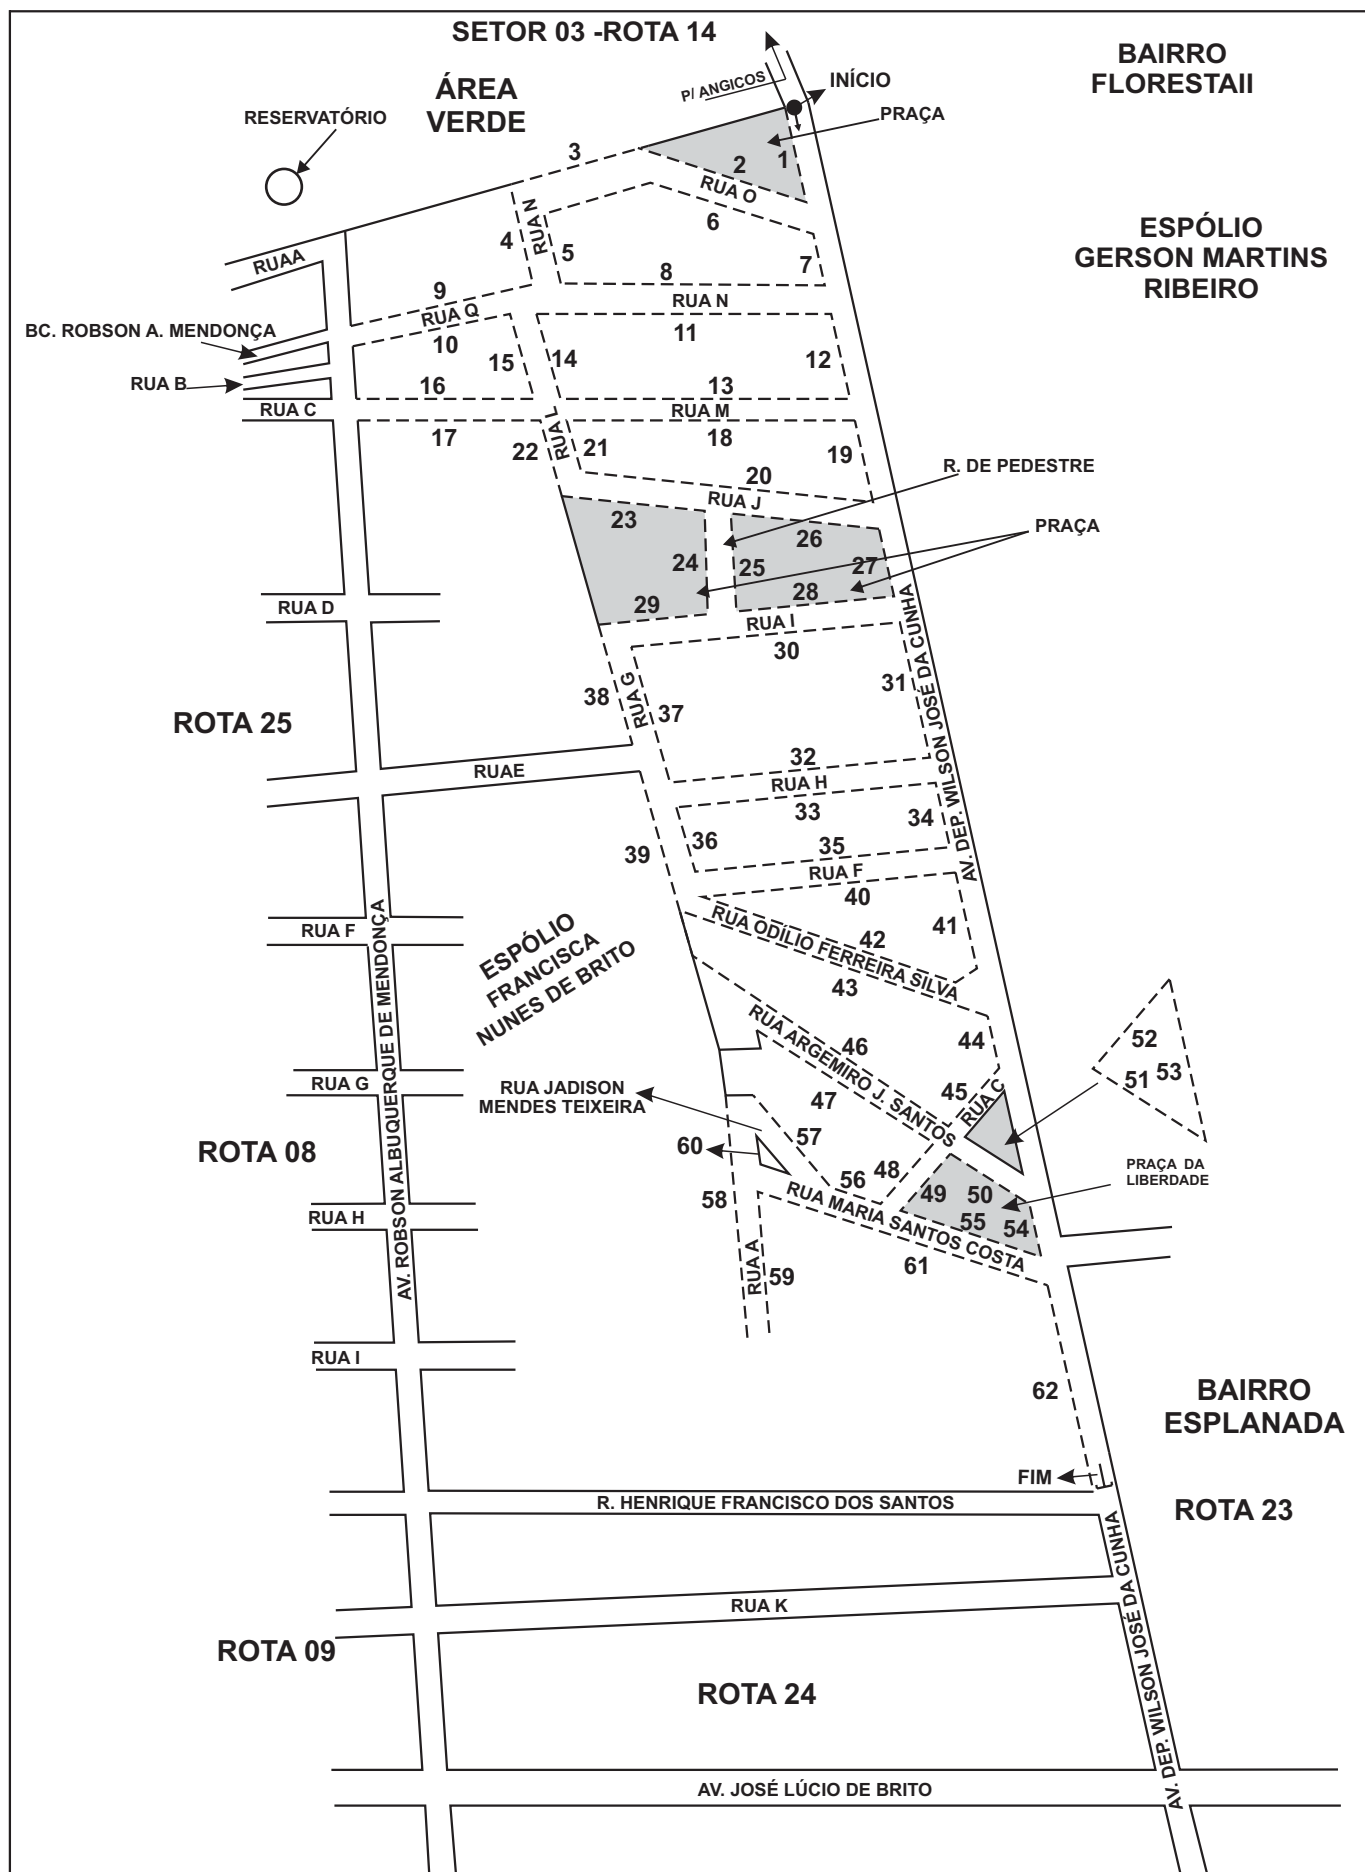 SETOR 03 -ROTA 14
BAIRRO
FLORESTAII
P/ ANGICOS
INÍCIO
ÁREA
VERDE
RESERVATÓRIO
PRAÇA
3
2
1
RUA O
RUA N
4
5
6
7
ESPÓLIO
GERSON MARTINS
RIBEIRO
RUAA
8
9
RUA N
RUA Q
BC. ROBSON A. MENDONÇA
10
11
15
14
12
RUA B
16
13
RUA C
RUA M
17
22
RUA L
21
18
19
R. DE PEDESTRE
20
RUA J
23
26
PRAÇA
24
25
27
28
29
RUA D
RUA I
30
31
AV. DEP. WILSON JOSÉ DA CUNHA
38
RUA G
37
ROTA 25
32
RUAE
RUA H
33
34
36
35
39
RUA F
40
RUA ODÍLIO FERREIRA SILVA
42
41
RUA F
ESPÓLIO
FRANCISCA
NUNES DE BRITO
43
AV. ROBSON ALBUQUERQUE DE MENDONÇA
RUA ARGEMIRO J. SANTOS
46
44
52
53
51
RUA G
RUA JADISON
MENDES TEIXEIRA
47
45
RUA C
57
60
ROTA 08
48
56
49
50
PRAÇA DA
LIBERDADE
58
RUA MARIA SANTOS COSTA
55
54
RUA H
61
RUA A
59
RUA I
62
BAIRRO
ESPLANADA
FIM
R. HENRIQUE FRANCISCO DOS SANTOS
ROTA 23
AV. DEP. WILSON JOSÉ DA CUNHA
RUA K
ROTA 09
ROTA 24
AV. JOSÉ LÚCIO DE BRITO